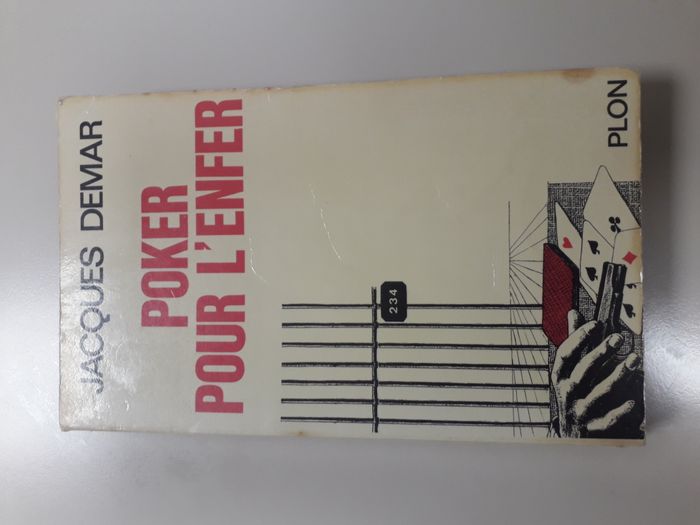 JACQUES DEMAR
POKER
POUR L'ENFER
234
PLON